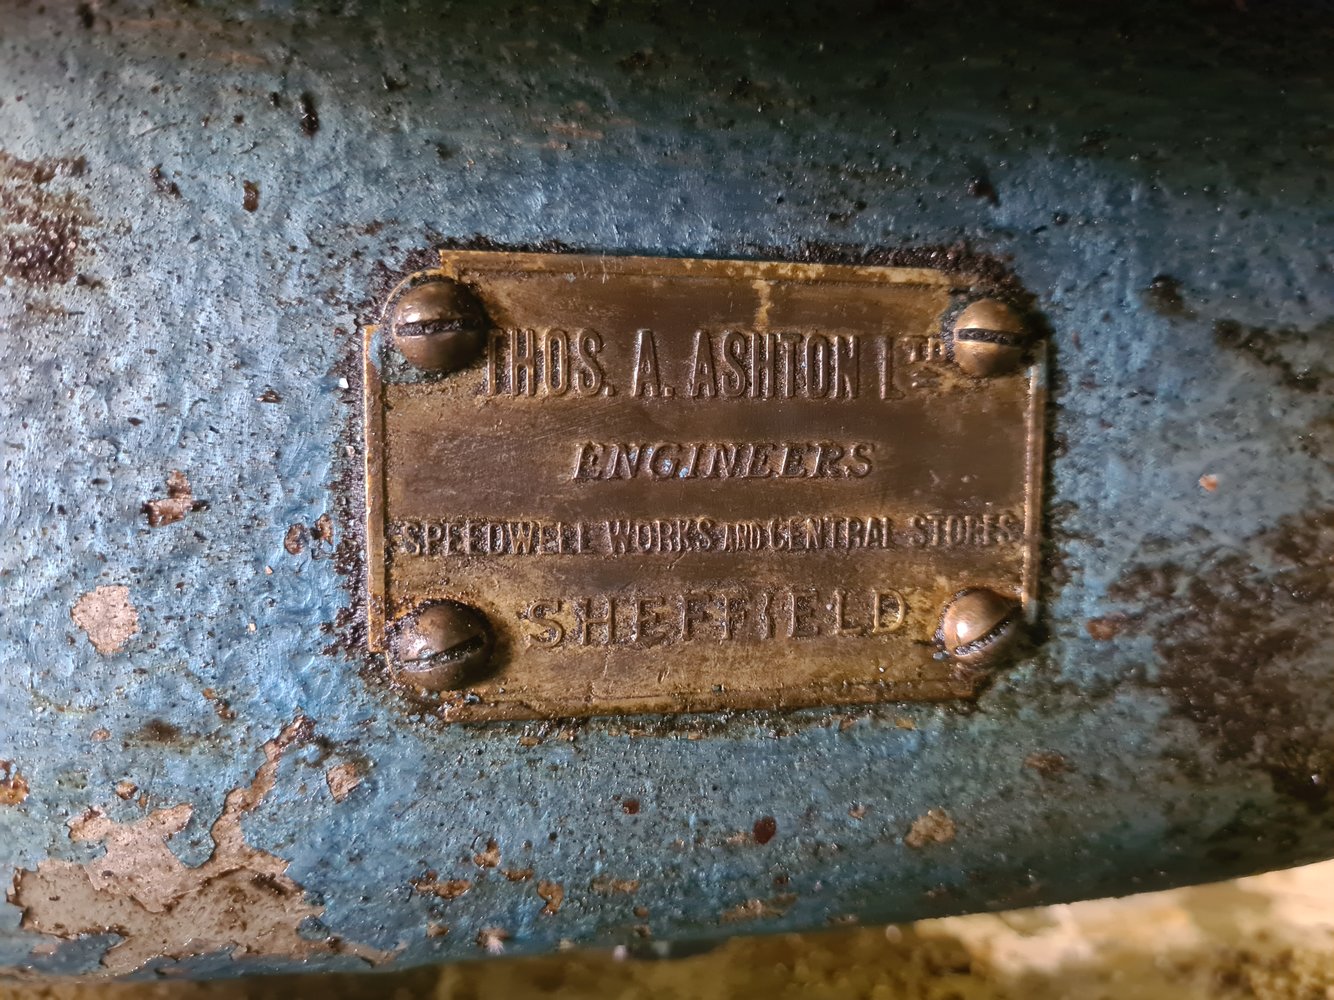 THOS. A. ASHTON LTD
ENGINEERS
SPEEDWELL WORKS AND CENTRAL STORES
SHEFFIELD